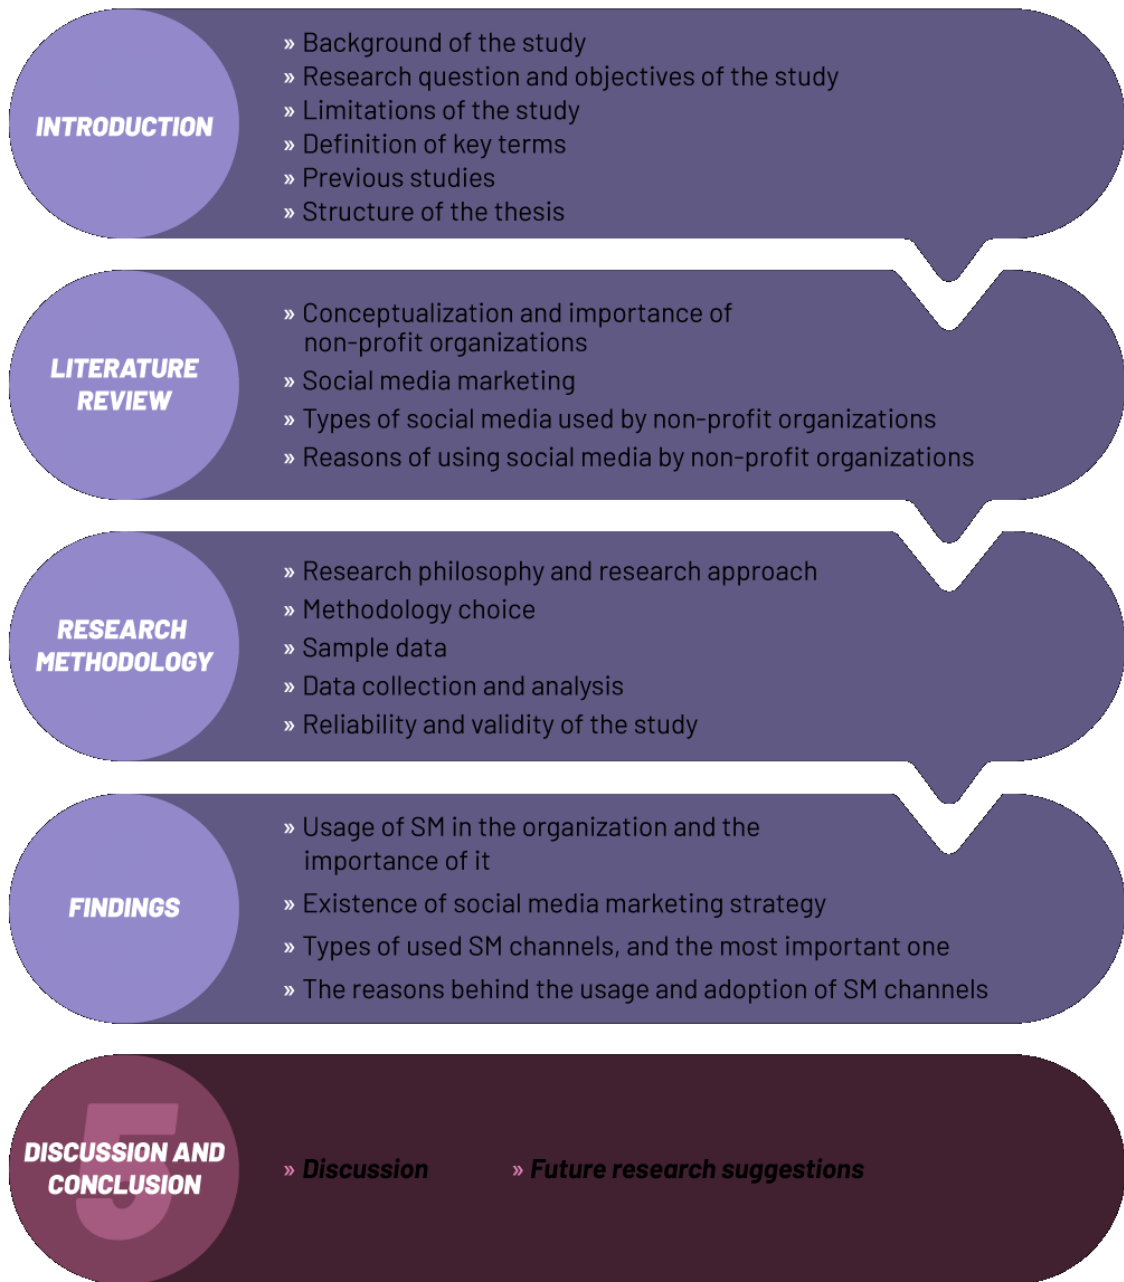 INTRODUCTION
» Background of the study
» Research question and objectives of the study
» Limitations of the study
» Definition of key terms
» Previous studies
» Structure of the thesis
LITERATURE
REVIEW
» Conceptualization and importance of
non-profit organizations
» Social media marketing
» Types of social media used by non-profit organizations
» Reasons of using social media by non-profit organizations
RESEARCH
METHODOLOGY
» Research philosophy and research approach
» Methodology choice
» Sample data
» Data collection and analysis
» Reliability and validity of the study
FINDINGS
» Usage of SM in the organization and the
importance of it
» Existence of social media marketing strategy
» Types of used SM channels, and the most important one
» The reasons behind the usage and adoption of SM channels
5
DISCUSSION AND
CONCLUSION
» Discussion » Future research suggestions